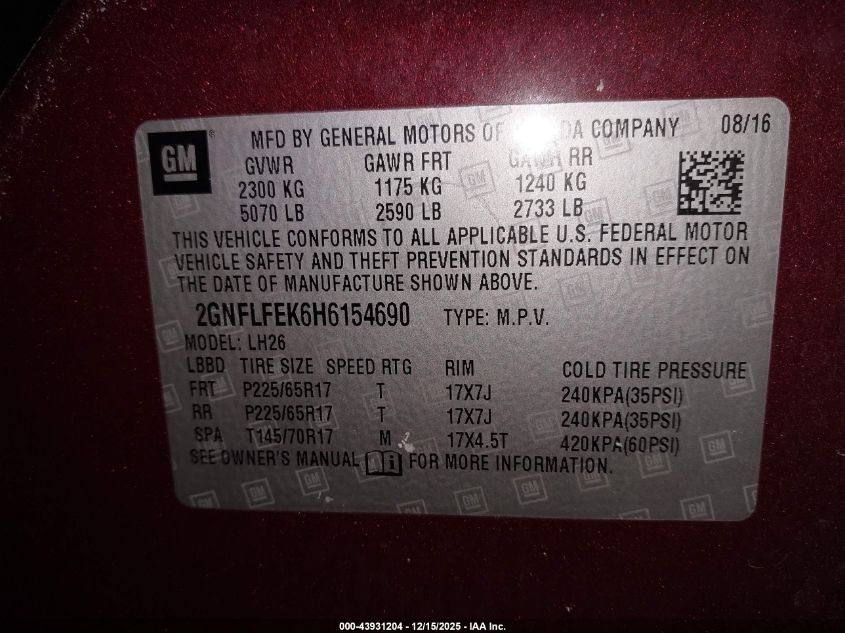 GM ® MFD BY GENERAL MOTORS OF DA COMPANY 08/16
GVWR GAWR FRT GAWR RR
2300 KG 1175 KG 1240 KG
5070 LB 2590 LB 2733 LB
THIS VEHICLE CONFORMS TO ALL APPLICABLE U.S. FEDERAL MOTOR
VEHICLE SAFETY AND THEFT PREVENTION STANDARDS IN EFFECT ON
THE DATE OF MANUFACTURE SHOWN ABOVE.
2GNFLFEK6H6154690 TYPE: M.P.V.
MODEL: LH26
LBBD TIRE SIZE SPEED RTG RIM COLD TIRE PRESSURE
FRT P225/65R17 T 17X7J 240KPA(35PSI)
RR P225/65R17 T 17X7J 240KPA(35PSI)
SPA T145/70R17 M 17X4.5T 420KPA(60PSI)
SEE OWNER'S MANUAL FOR MORE INFORMATION.
000-43931204 - 12/15/2025 - IAA Inc.